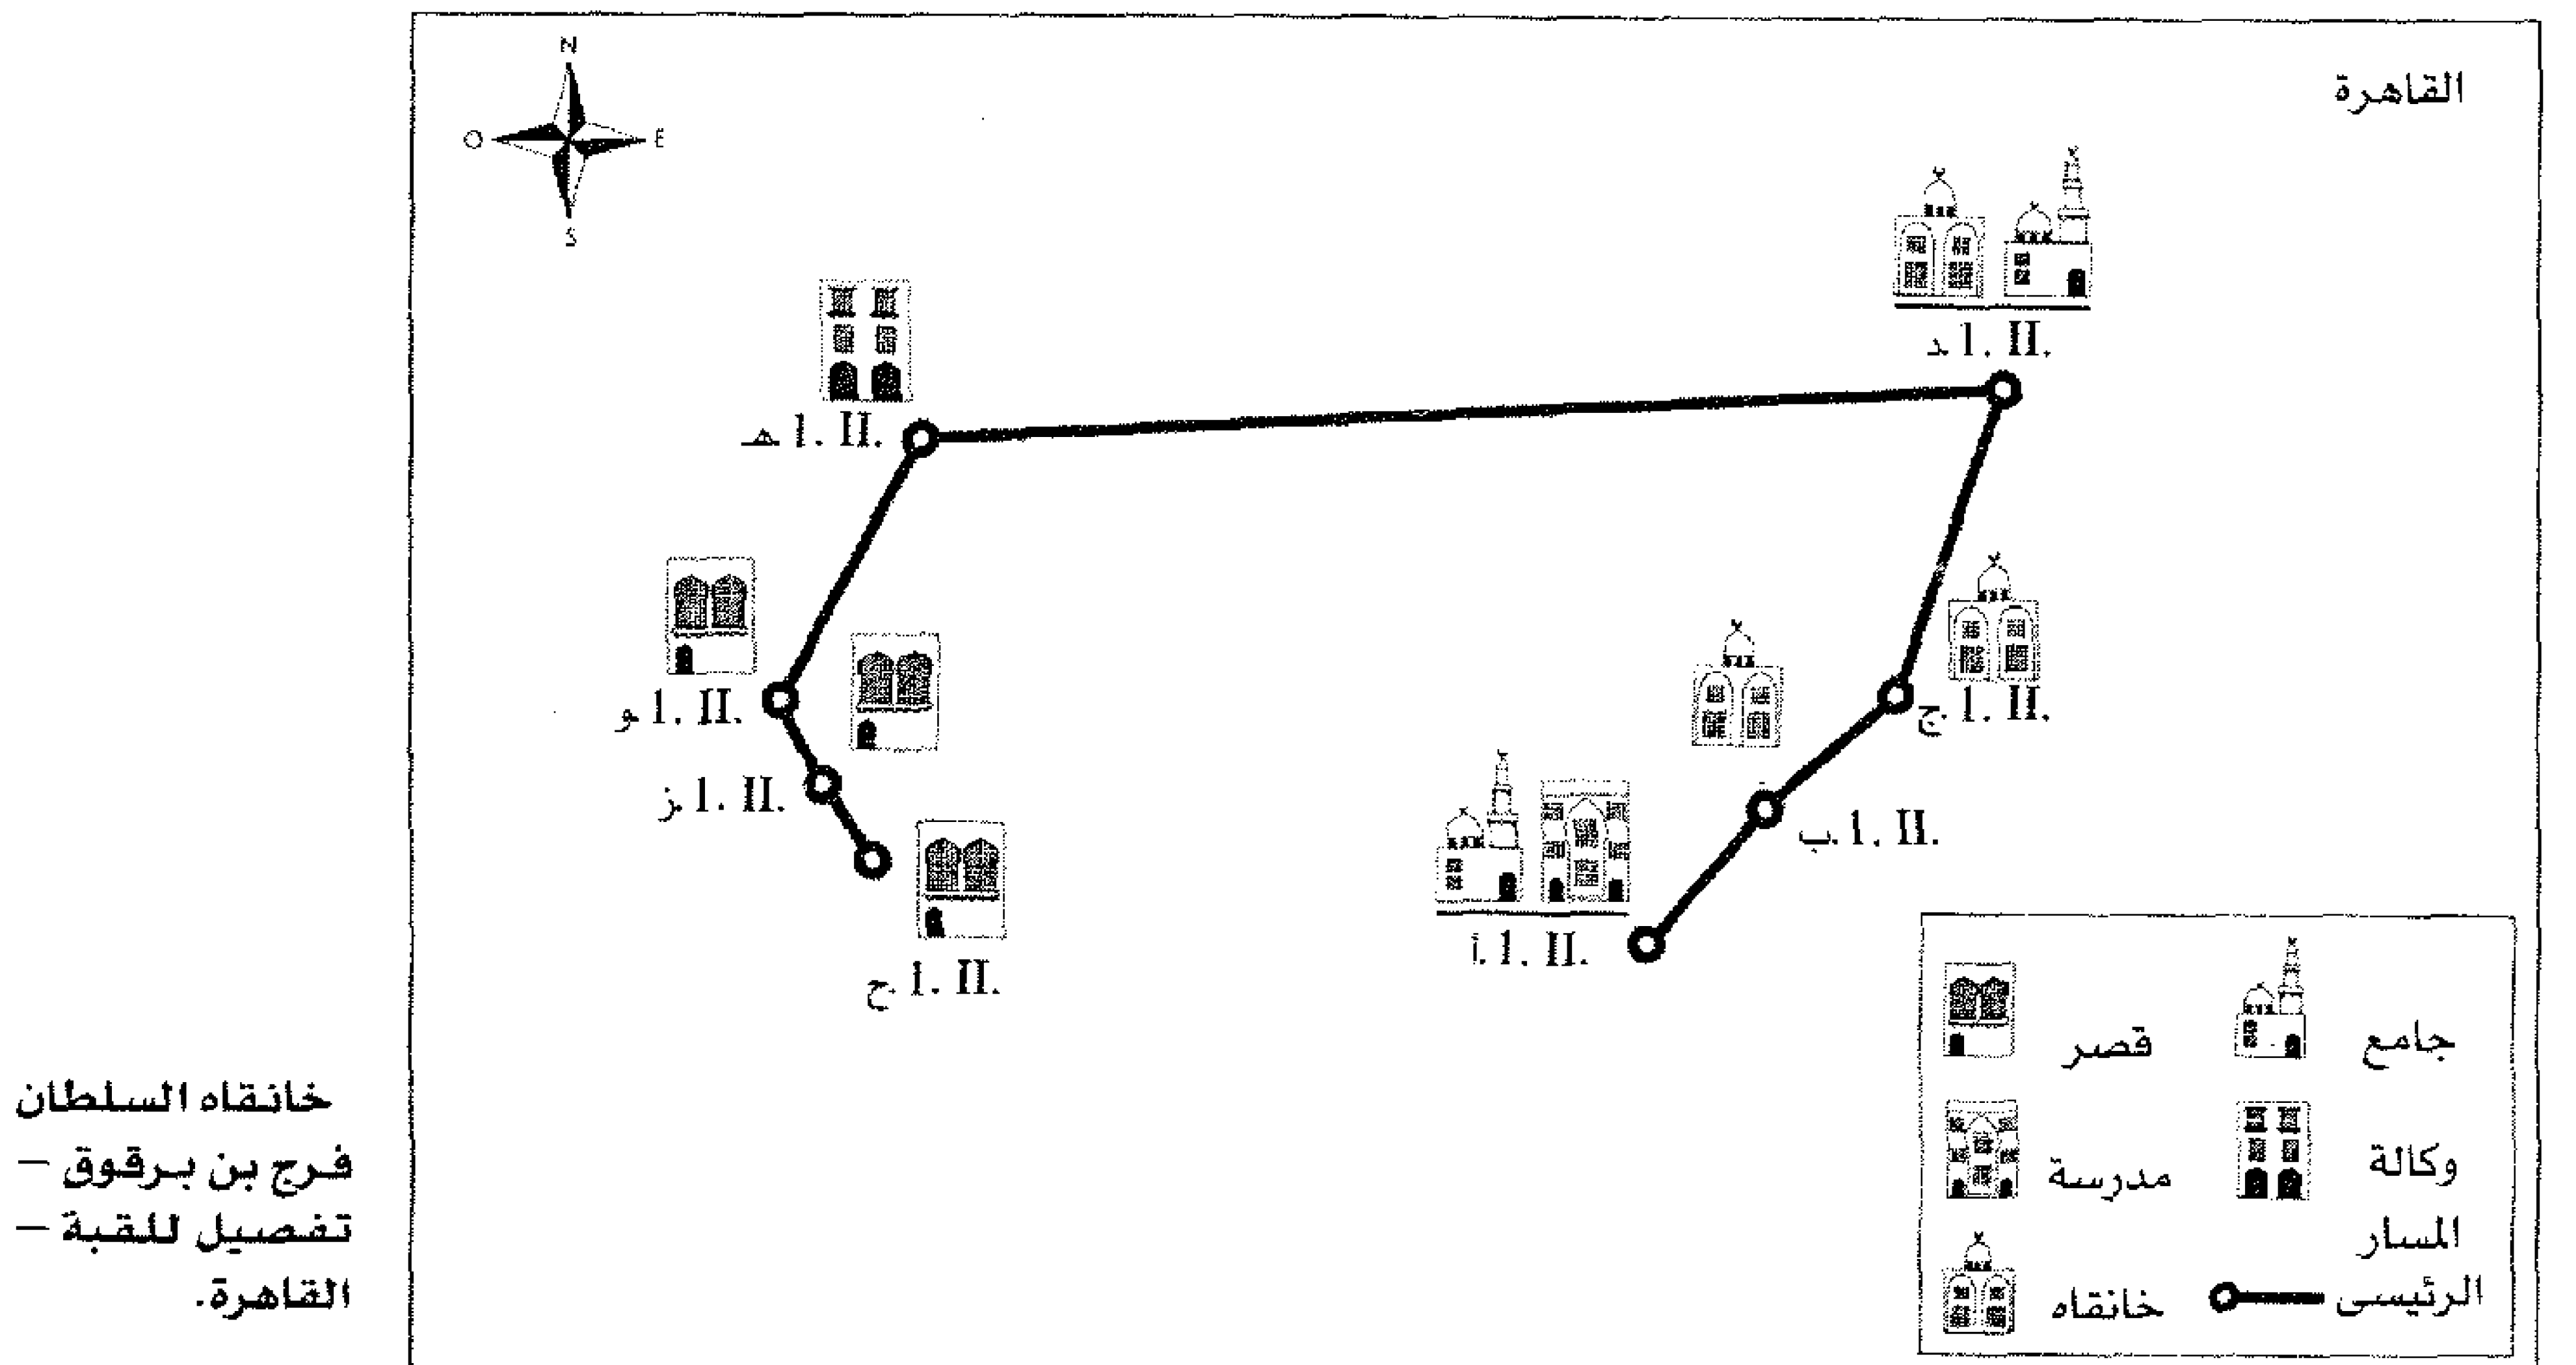 القاهرة
N
O
E
S
II. 1.د
II. 1.هـ
II. 1.و
II. 1.ج
II. 1.ز
II. 1.ب
II. 1.أ
II. 1.ح
جامع
قصر
وكالة
مدرسة
المسار
الرئيسى
خانقاه
خانقاه السلطان
فرج بن برقوق –
تفصيل للقبة –
القاهرة.